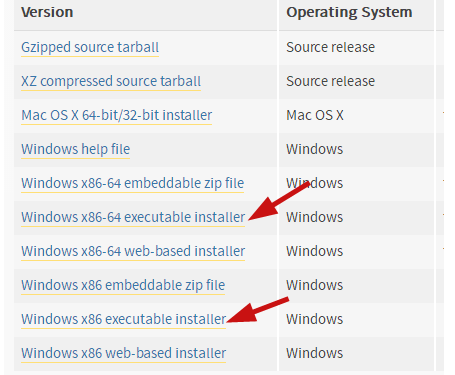 Version Operating System
Gzipped source tarball Source release
XZ compressed source tarball Source release
Mac OS X 64-bit/32-bit installer Mac OS X
Windows help file Windows
Windows x86-64 embeddable zip file Windows
Windows x86-64 executable installer Windows
Windows x86-64 web-based installer Windows
Windows x86 embeddable zip file Windows
Windows x86 executable installer Windows
Windows x86 web-based installer Windows